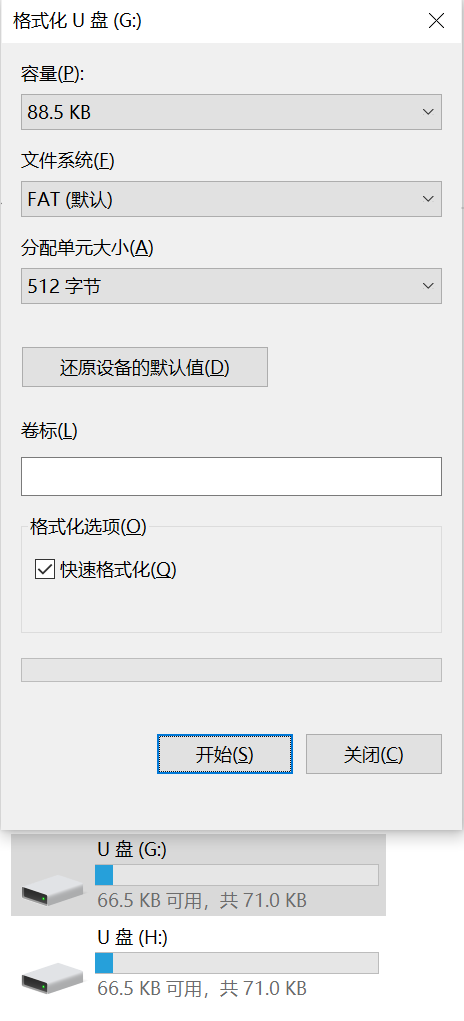 格式化 U 盘 (G:)
容量(P):
88.5 KB
文件系统(F)
FAT (默认)
分配单元大小(A)
512 字节
还原设备的默认值(D)
卷标(L)
格式化选项(O)
快速格式化(Q)
开始(S)
关闭(C)
U 盘 (G:)
66.5 KB 可用，共 71.0 KB
U 盘 (H:)
66.5 KB 可用，共 71.0 KB